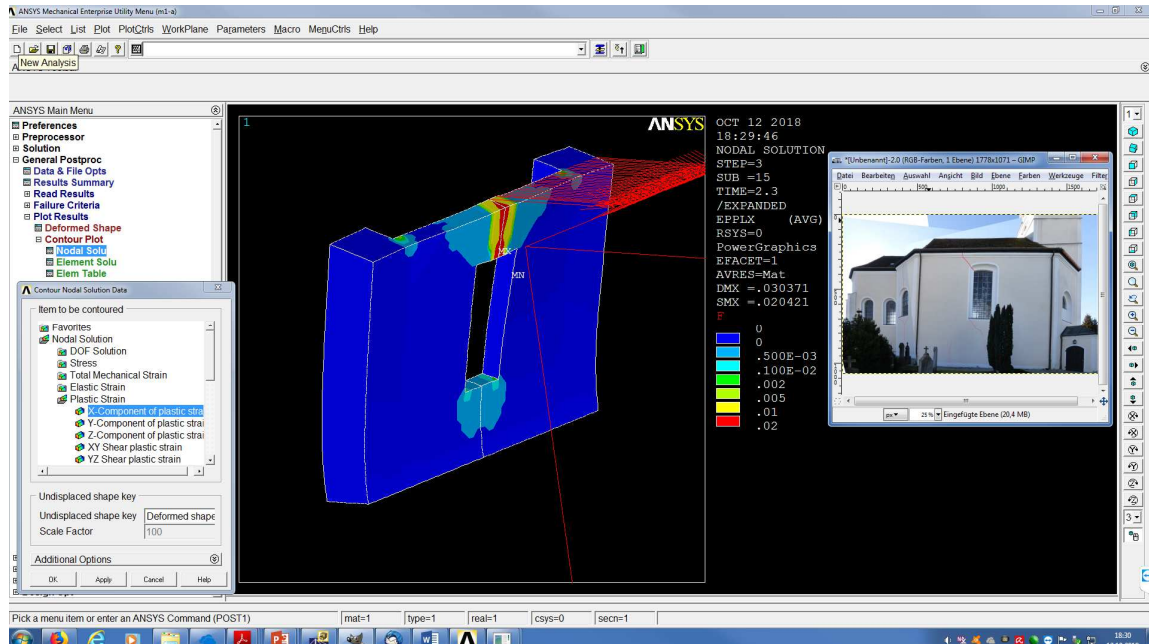 ANSYS Mechanical Enterprise Utility Menu (m1-a)
File Select List Plot PlotCtrls WorkPlane Parameters Macro MenuCtrls Help
New Analysis
ANSYS Main Menu
Preferences
Preprocessor
Solution
General Postproc
Data & File Opts
Results Summary
Read Results
Failure Criteria
Plot Results
Deformed Shape
Contour Plot
Nodal Solu
Element Solu
Elem Table
Contour Nodal Solution Data
Item to be contoured
Favorites
Nodal Solution
DOF Solution
Stress
Total Mechanical Strain
Elastic Strain
Plastic Strain
X-Component of plastic stra
Y-Component of plastic strai
Z-Component of plastic strai
XY Shear plastic strain
YZ Shear plastic strain
Undisplaced shape key
Undisplaced shape key Deformed shape
Scale Factor 100
Additional Options
OK Apply Cancel Help
1
ANSYS
MX
MN
OCT 12 2018
18:29:46
NODAL SOLUTION
STEP=3
SUB =15
TIME=2.3
/EXPANDED
EPPLX (AVG)
RSYS=0
PowerGraphics
EFACET=1
AVRES=Mat
DMX =.030371
SMX =.020421
F
0
0
.500E-03
.100E-02
.002
.005
.01
.02
*[Unbenannt]-2.0 (RGB-Farben, 1 Ebene) 1778x1071 – GIMP
Datei Bearbeiten Auswahl Ansicht Bild Ebene Farben Werkzeuge Filter
0 500 1000 1500
px 25 % Eingefügte Ebene (20,4 MB)
1
3
Pick a menu item or enter an ANSYS Command (POST1)
mat=1 type=1 real=1 csys=0 secn=1
18:30